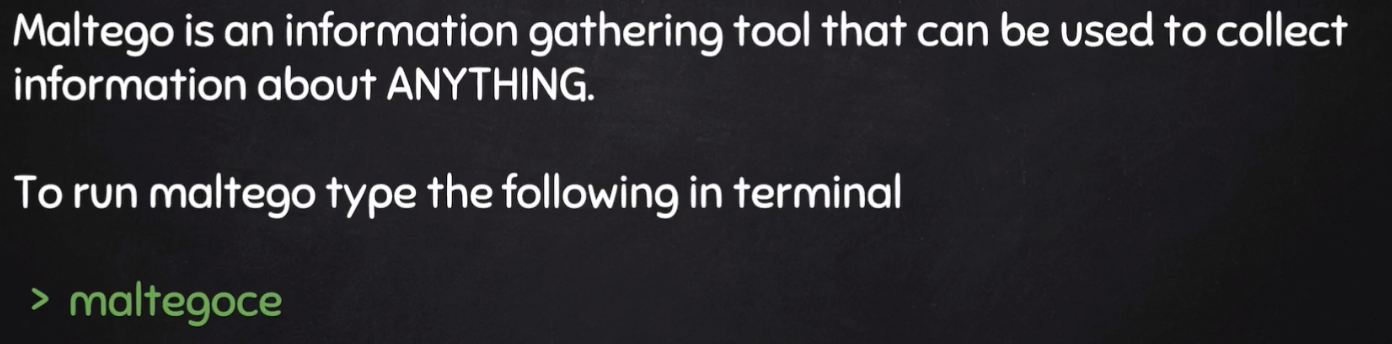 Maltego is an information gathering tool that can be used to collect
information about ANYTHING.
To run maltego type the following in terminal
> maltegoce